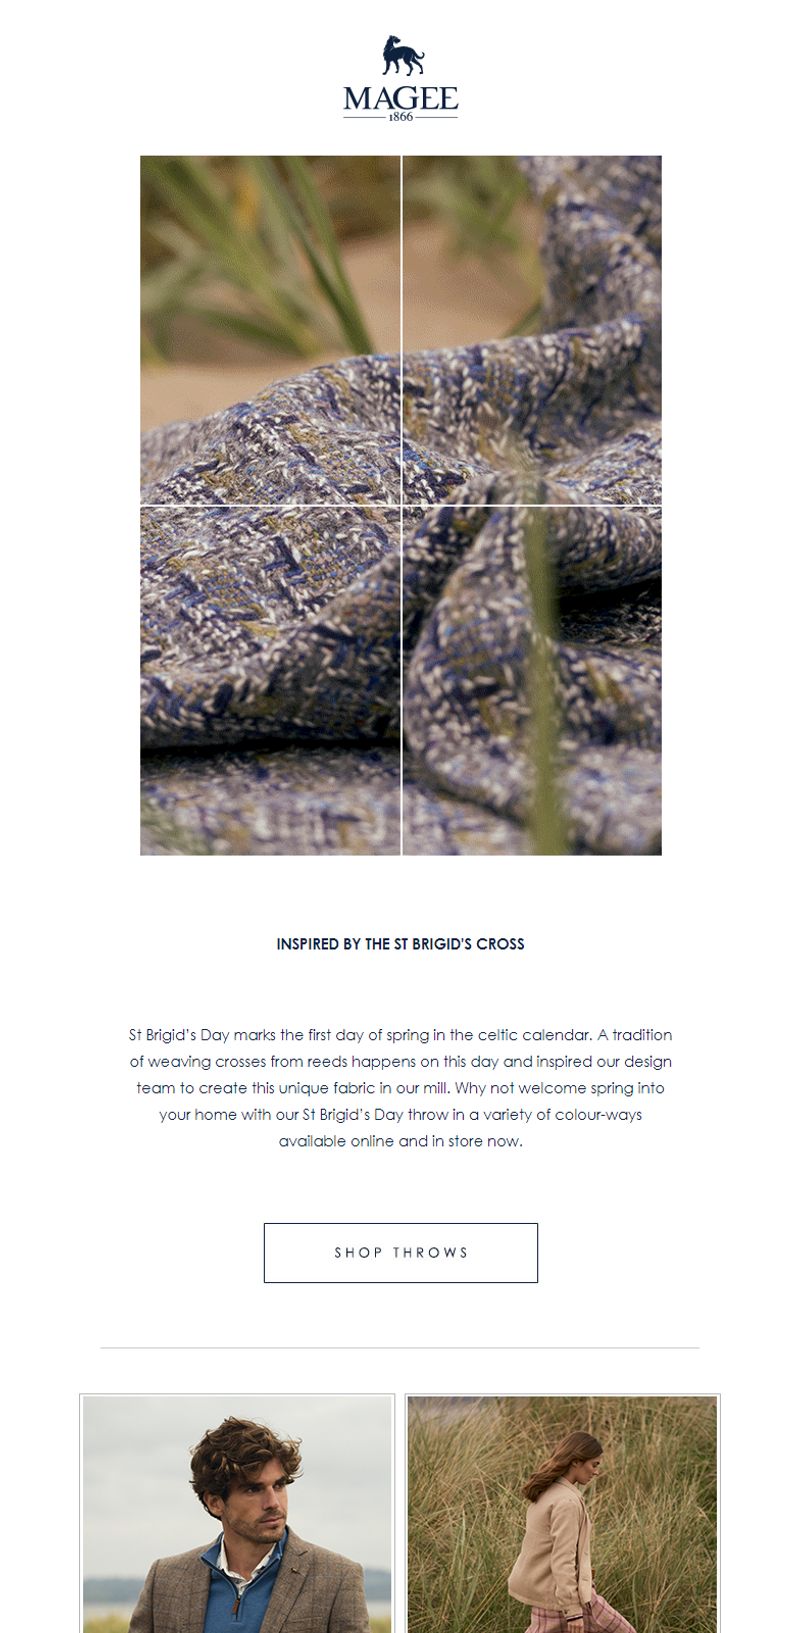 MAGEE
1866
INSPIRED BY THE ST BRIGID'S CROSS
St Brigid's Day marks the first day of spring in the celtic calendar. A tradition
of weaving crosses from reeds happens on this day and inspired our design
team to create this unique fabric in our mill. Why not welcome spring into
your home with our St Brigid's Day throw in a variety of colour-ways
available online and in store now.
SHOP THROWS